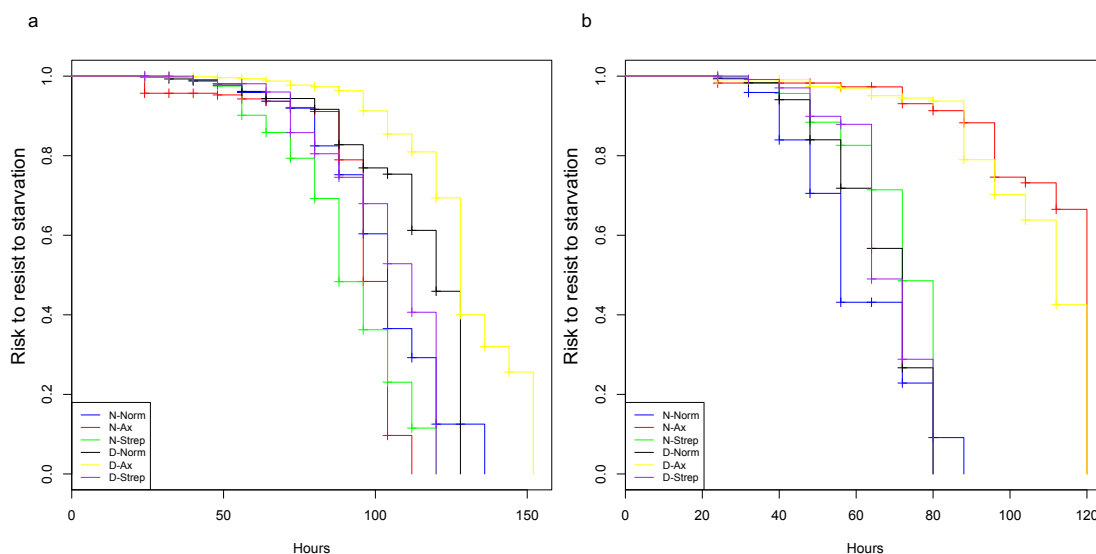 a
b
Risk to resist to starvation
1.0
0.8
0.6
0.4
0.2
0.0
N-Norm
N-Ax
N-Strep
D-Norm
D-Ax
D-Strep
0 50 100 150
Hours
Risk to resist to starvation
1.0
0.8
0.6
0.4
0.2
0.0
N-Norm
N-Ax
N-Strep
D-Norm
D-Ax
D-Strep
0 20 40 60 80 100 120
Hours